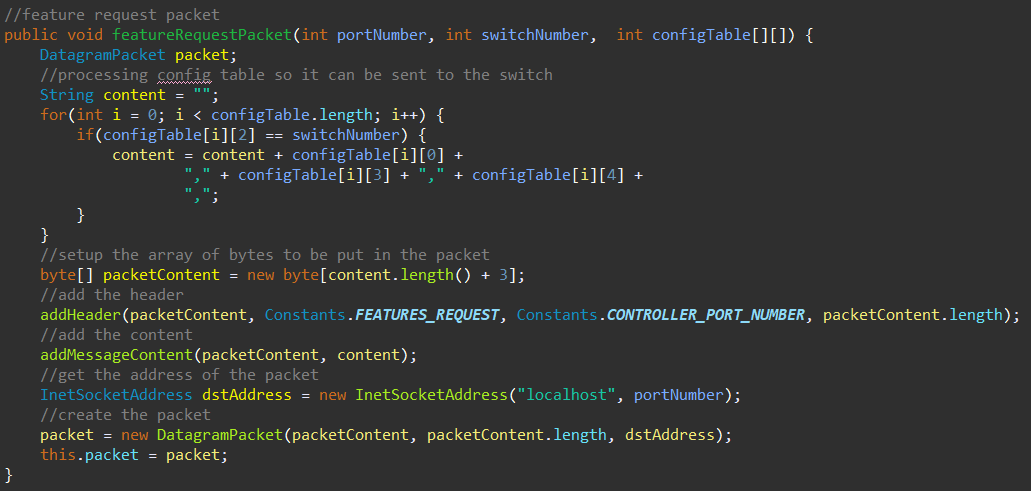 //feature request packet
public void featureRequestPacket(int portNumber, int switchNumber,  int configTable[][]) {
    DatagramPacket packet;
    //processing config table so it can be sent to the switch
    String content = "";
    for(int i = 0; i < configTable.length; i++) {
        if(configTable[i][2] == switchNumber) {
            content = content + configTable[i][0] +
                    "," + configTable[i][3] + "," + configTable[i][4] +
                    ",";
        }
    }
    //setup the array of bytes to be put in the packet
    byte[] packetContent = new byte[content.length() + 3];
    //add the header
    addHeader(packetContent, Constants.FEATURES_REQUEST, Constants.CONTROLLER_PORT_NUMBER, packetContent.length);
    //add the content
    addMessageContent(packetContent, content);
    //get the address of the packet
    InetSocketAddress dstAddress = new InetSocketAddress("localhost", portNumber);
    //create the packet
    packet = new DatagramPacket(packetContent, packetContent.length, dstAddress);
    this.packet = packet;
}